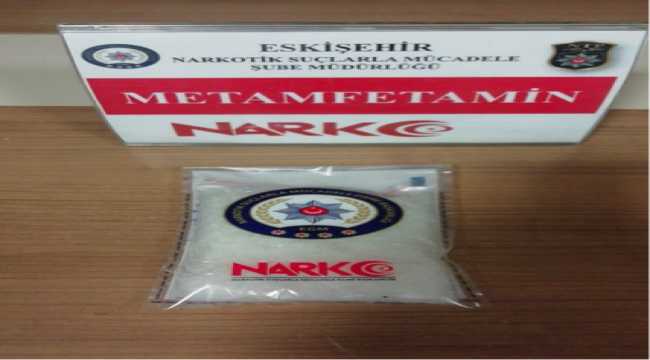 ESKİŞEHİR
NARKOTİK SUÇLARLA MÜCADELE
ŞUBE MÜDÜRLÜĞÜ
METAMFETAMİN
NARKO
EGM
NARKO